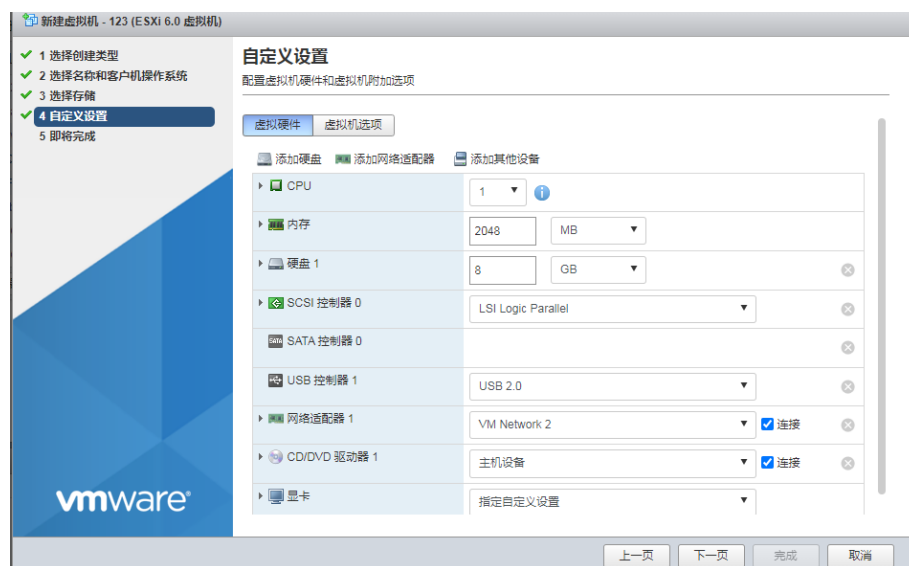 新建虚拟机 - 123 (ESXi 6.0 虚拟机)
1 选择创建类型
2 选择名称和客户机操作系统
3 选择存储
4 自定义设置
5 即将完成
自定义设置
配置虚拟机硬件和虚拟机附加选项
虚拟硬件 虚拟机选项
添加硬盘 添加网络适配器 添加其他设备
CPU 1
内存 2048 MB
硬盘 1 8 GB
SCSI 控制器 0 LSI Logic Parallel
SATA 控制器 0
USB 控制器 1 USB 2.0
网络适配器 1 VM Network 2 连接
CD/DVD 驱动器 1 主机设备 连接
显卡 指定自定义设置
vmware
上一页 下一页 完成 取消